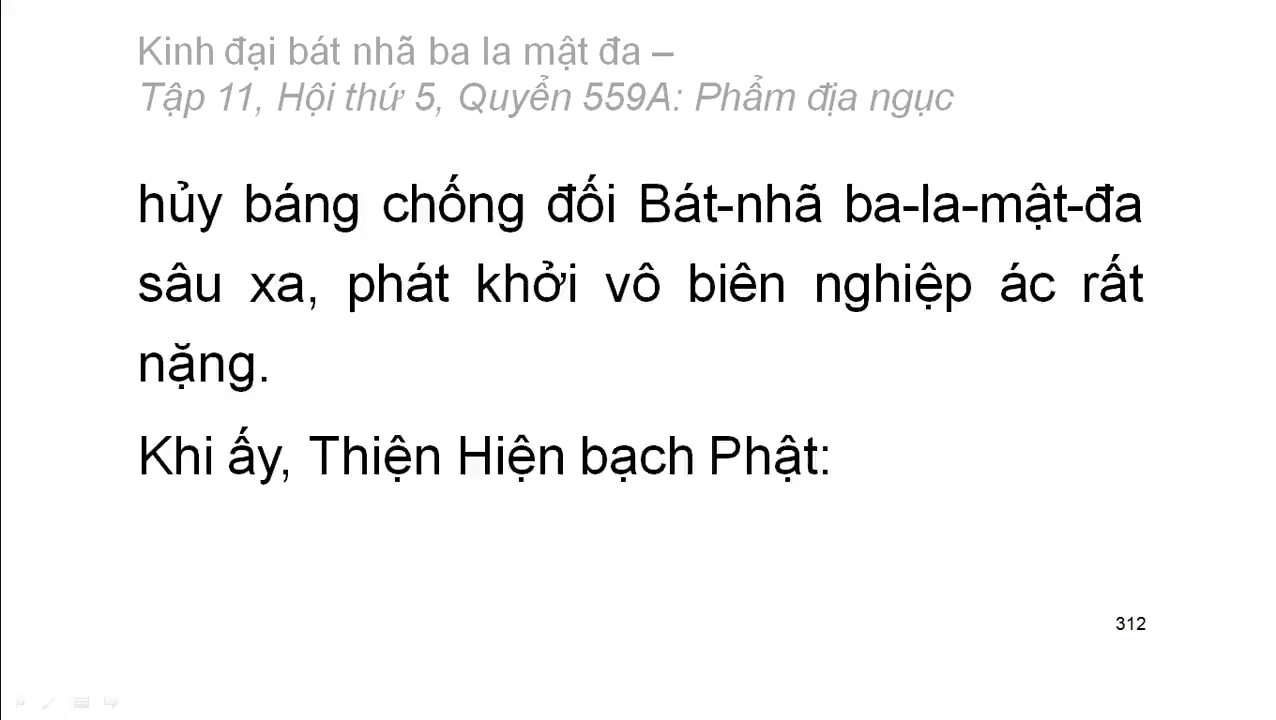 Kinh đại bát nhã ba la mật đa –
Tập 11, Hội thứ 5, Quyển 559A: Phẩm địa ngục
hủy báng chống đối Bát-nhã ba-la-mật-đa
sâu xa, phát khởi vô biên nghiệp ác rất
nặng.
Khi ấy, Thiện Hiện bạch Phật:
312